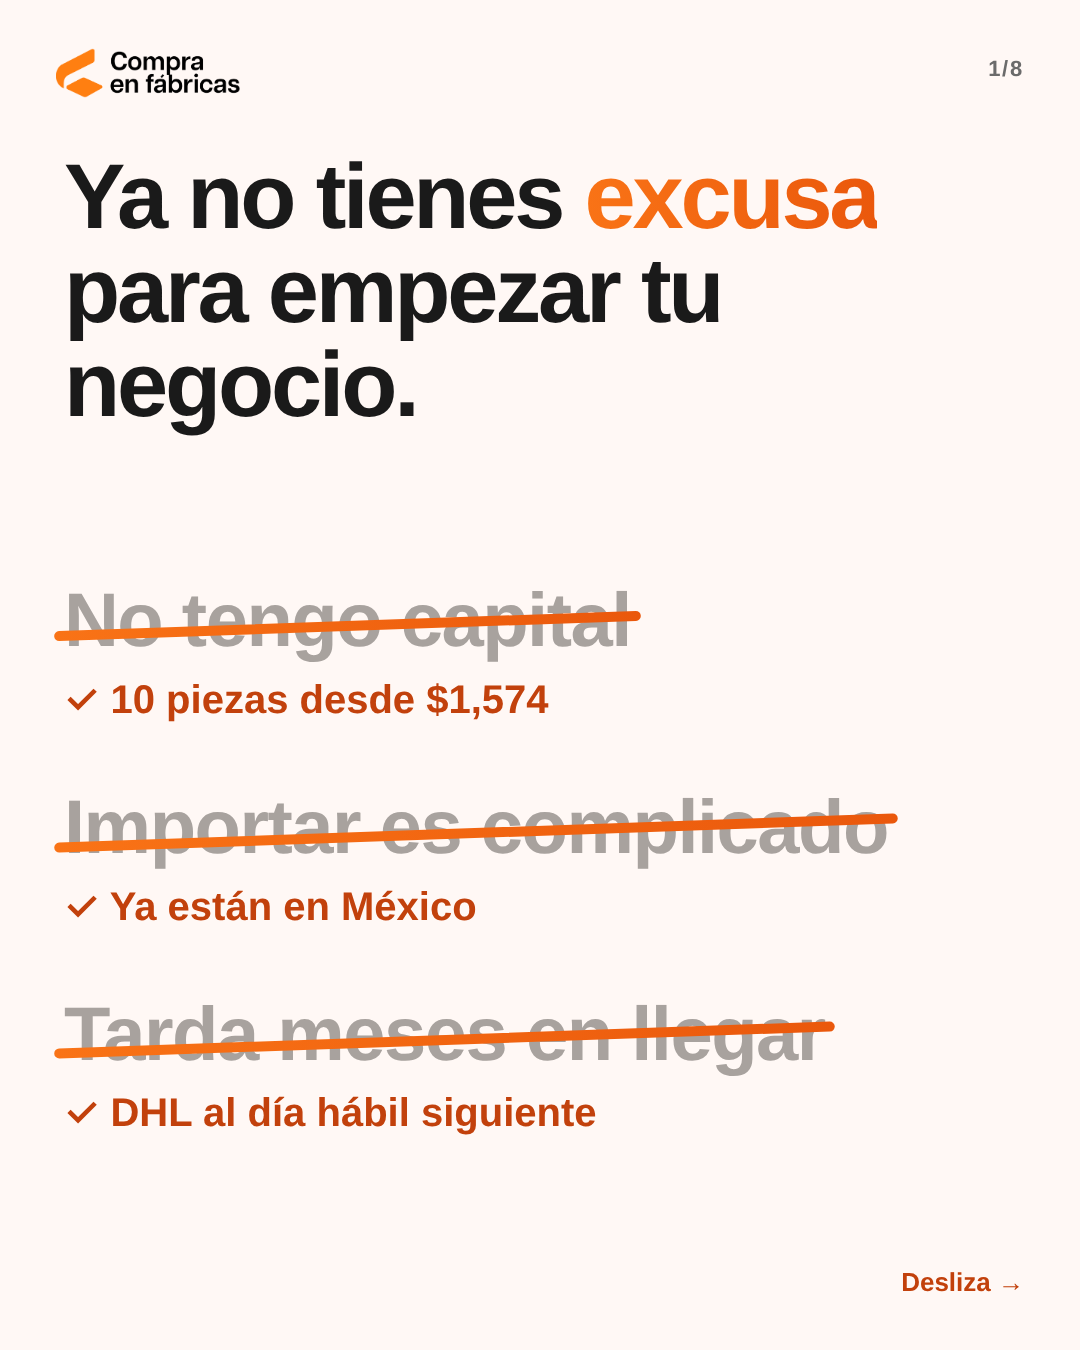 Compra
en fábricas
1/8
Ya no tienes excusa
para empezar tu
negocio.
No tengo capital
✓ 10 piezas desde $1,574
Importar es complicado
✓ Ya están en México
Tarda meses en llegar
✓ DHL al día hábil siguiente
Desliza →